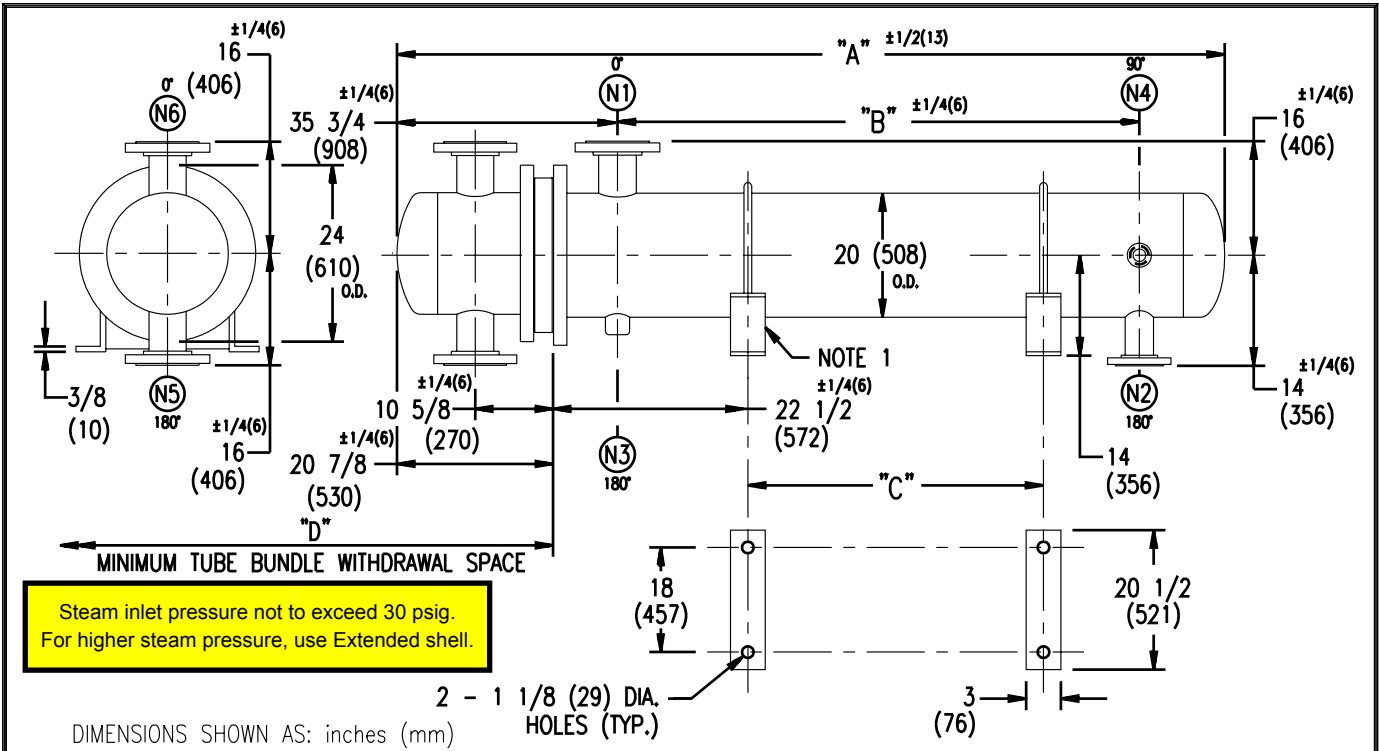 ±1/4(6)
16
(406)
0°
N6
24
(610)
O.D.
3/8
(10)
N5
180°
±1/4(6)
16
(406)
"A" ±1/2(13)
±1/4(6)
35 3/4
(908)
0°
N1
"B" ±1/4(6)
90°
N4
±1/4(6)
16
(406)
20 (508)
O.D.
NOTE 1
±1/4(6)
10 5/8
(270)
±1/4(6)
22 1/2
(572)
±1/4(6)
20 7/8
(530)
N3
180°
N2
180°
±1/4(6)
14
(356)
14
(356)
"C"
"D"
MINIMUM TUBE BUNDLE WITHDRAWAL SPACE
Steam inlet pressure not to exceed 30 psig.
For higher steam pressure, use Extended shell.
18
(457)
20 1/2
(521)
2 - 1 1/8 (29) DIA.
HOLES (TYP.)
3
(76)
DIMENSIONS SHOWN AS: inches (mm)